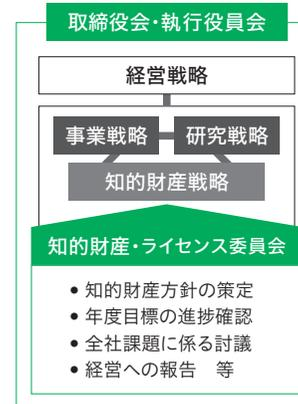 取締役会・執行役員会
経営戦略
事業戦略 研究戦略
知的財産戦略
知的財産・ライセンス委員会
• 知的財産方針の策定
• 年度目標の進捗確認
• 全社課題に係る討議
• 経営への報告　等